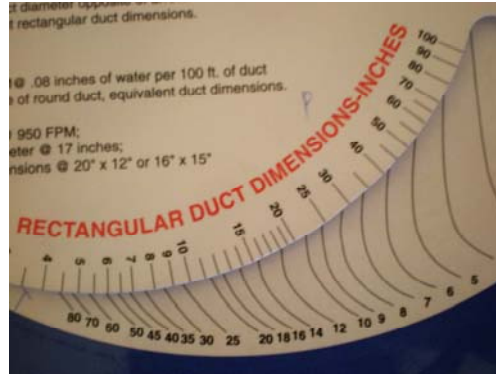 ct diameter opposite
t rectangular duct dimensions.
@ .08 inches of water per 100 ft. of duct
of round duct, equivalent duct dimensions.
950 FPM;
eter @ 17 inches;
nsions @ 20" x 12" or 16" x 15"
RECTANGULAR DUCT DIMENSIONS-INCHES
4 5 6 7 8 9 10 15 20 25 30 40 50 60 70 80 90 100
80 70 60 50 45 40 35 30 25 20 18 16 14 12 10 9 8 7 6 5
P